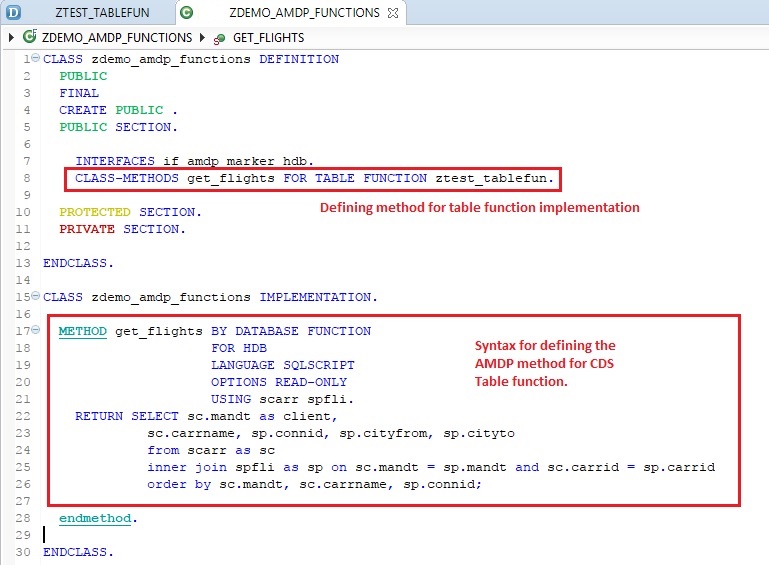 ZTEST_TABLEFUN ZDEMO_AMDP_FUNCTIONS
ZDEMO_AMDP_FUNCTIONS GET_FLIGHTS
1 CLASS zdemo_amdp_functions DEFINITION
2 PUBLIC
3 FINAL
4 CREATE PUBLIC .
5 PUBLIC SECTION.
6
7 INTERFACES if_amdp_marker_hdb.
8 CLASS-METHODS get_flights FOR TABLE FUNCTION ztest_tablefun.
9
Defining method for table function implementation
10 PROTECTED SECTION.
11 PRIVATE SECTION.
12
13 ENDCLASS.
14
15 CLASS zdemo_amdp_functions IMPLEMENTATION.
16
17 METHOD get_flights BY DATABASE FUNCTION
18 FOR HDB
19 LANGUAGE SQLSCRIPT
20 OPTIONS READ-ONLY
21 USING scarr spfli.
Syntax for defining the
AMDP method for CDS
Table function.
22 RETURN SELECT sc.mandt as client,
23 sc.carrname, sp.connid, sp.cityfrom, sp.cityto
24 from scarr as sc
25 inner join spfli as sp on sc.mandt = sp.mandt and sc.carrid = sp.carrid
26 order by sc.mandt, sc.carrname, sp.connid;
27
28 endmethod.
29
30 ENDCLASS.